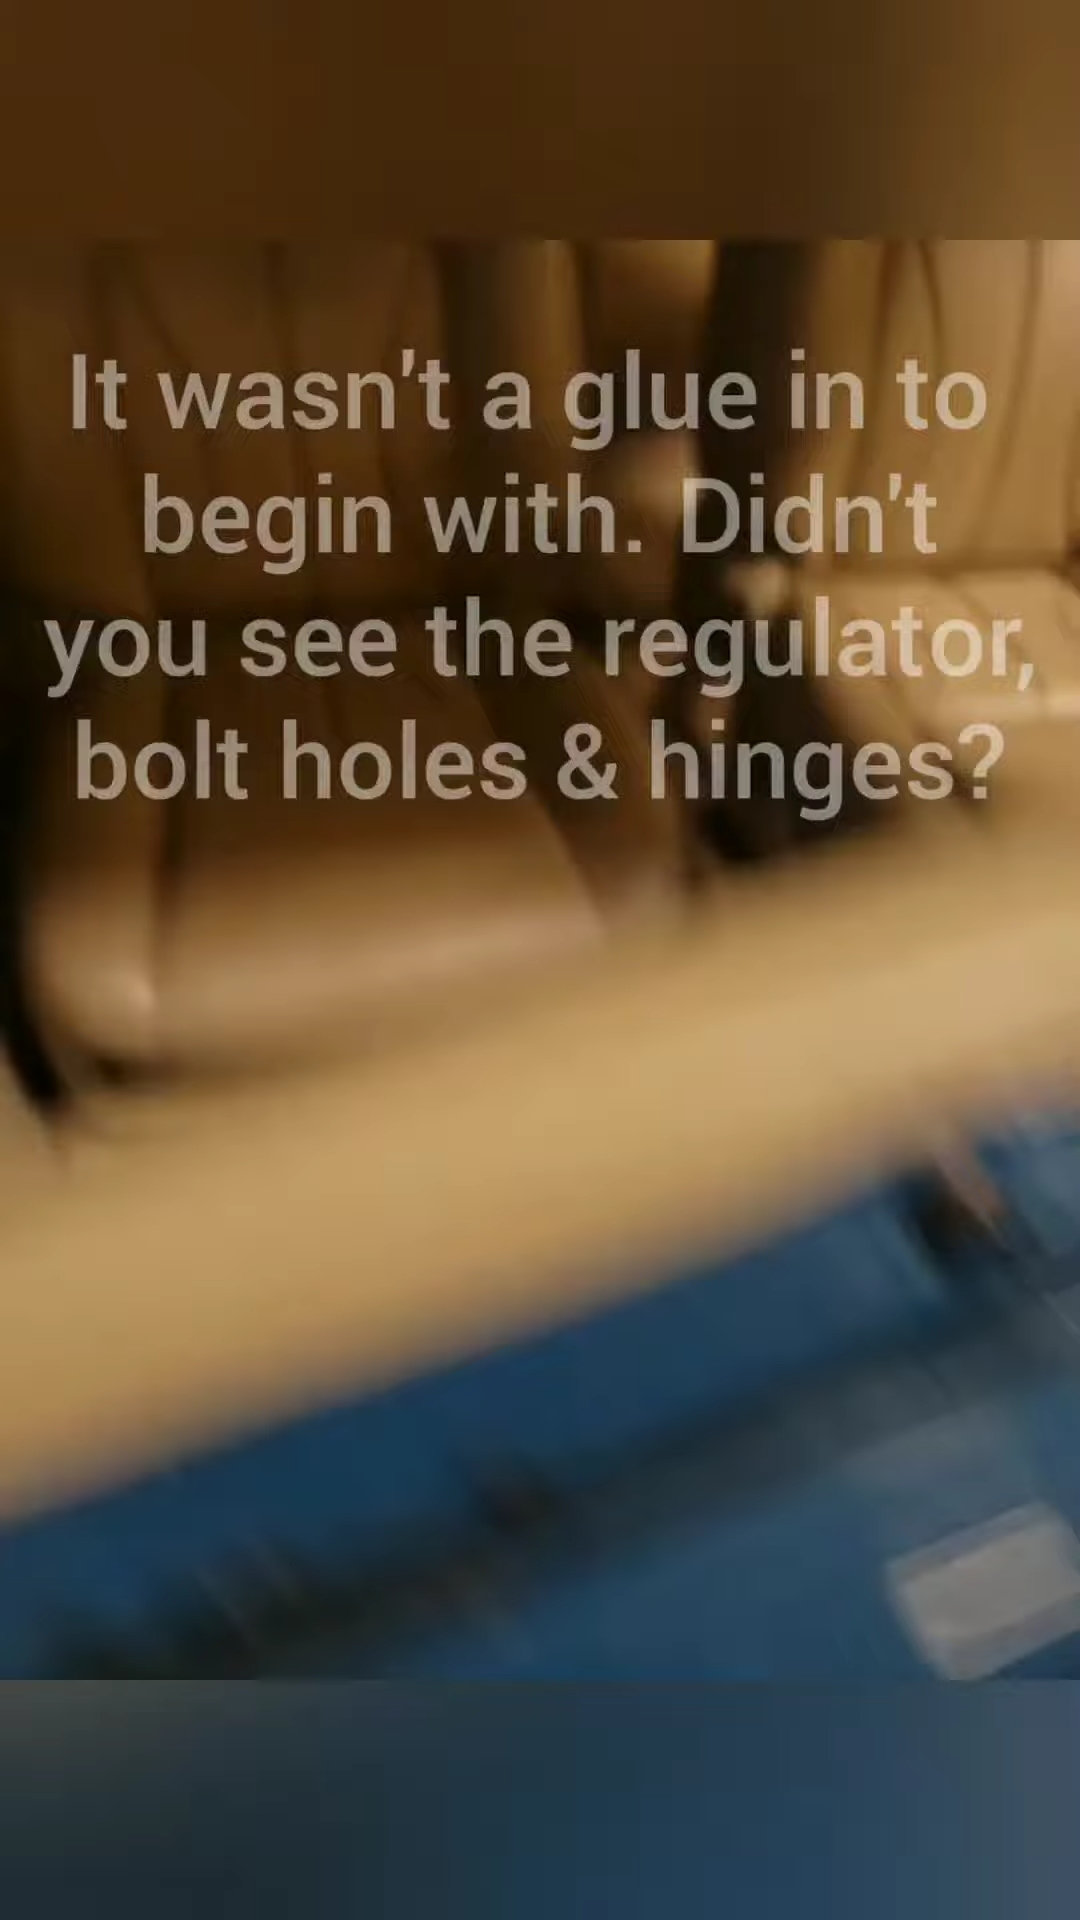 It wasn't a glue in to
begin with. Didn't
you see the regulator,
bolt holes & hinges?